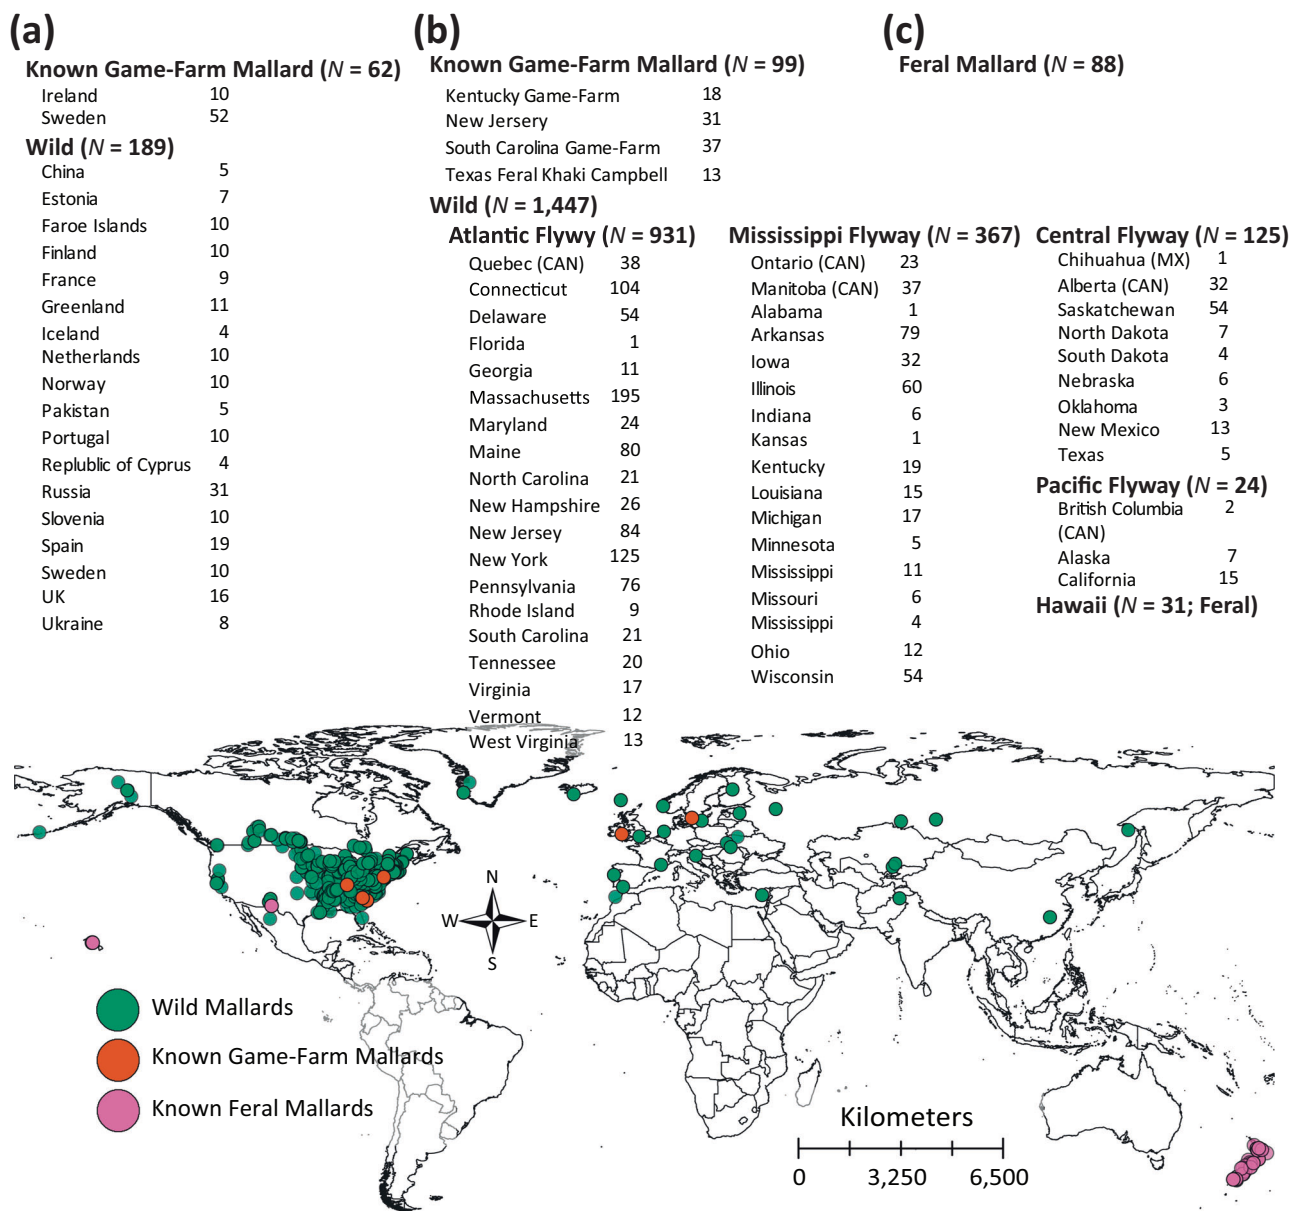 (a)
Known Game-Farm Mallard (N = 62)
Ireland 10
Sweden 52
Wild (N = 189)
China 5
Estonia 7
Faroe Islands 10
Finland 10
France 9
Greenland 11
Iceland 4
Netherlands 10
Norway 10
Pakistan 5
Portugal 10
Replublic of Cyprus 4
Russia 31
Slovenia 10
Spain 19
Sweden 10
UK 16
Ukraine 8
(b)
Known Game-Farm Mallard (N = 99)
Kentucky Game-Farm 18
New Jersery 31
South Carolina Game-Farm 37
Texas Feral Khaki Campbell 13
Wild (N = 1,447)
Atlantic Flywy (N = 931)
Quebec (CAN) 38
Connecticut 104
Delaware 54
Florida 1
Georgia 11
Massachusetts 195
Maryland 24
Maine 80
North Carolina 21
New Hampshire 26
New Jersey 84
New York 125
Pennsylvania 76
Rhode Island 9
South Carolina 21
Tennessee 20
Virginia 17
Vermont 12
West Virginia 13
Mississippi Flyway (N = 367)
Ontario (CAN) 23
Manitoba (CAN) 37
Alabama 1
Arkansas 79
Iowa 32
Illinois 60
Indiana 6
Kansas 1
Kentucky 19
Louisiana 15
Michigan 17
Minnesota 5
Mississippi 11
Missouri 6
Mississippi 4
Ohio 12
Wisconsin 54
Central Flyway (N = 125)
Chihuahua (MX) 1
Alberta (CAN) 32
Saskatchewan 54
North Dakota 7
South Dakota 4
Nebraska 6
Oklahoma 3
New Mexico 13
Texas 5
Pacific Flyway (N = 24)
British Columbia 2
(CAN)
Alaska 7
California 15
Hawaii (N = 31; Feral)
(c)
Feral Mallard (N = 88)
N
W E
S
Wild Mallards
Known Game-Farm Mallards
Known Feral Mallards
Kilometers
0 3,250 6,500